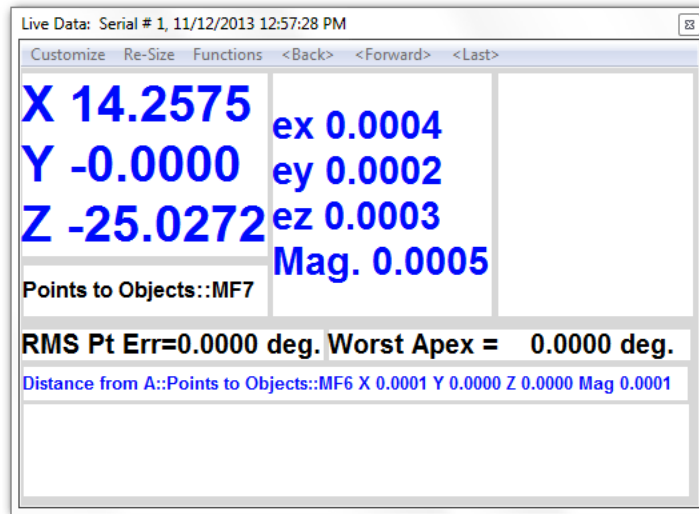 Live Data: Serial # 1, 11/12/2013 12:57:28 PM
Customize Re-Size Functions <Back> <Forward> <Last>
X 14.2575
Y -0.0000
Z -25.0272
Points to Objects::MF7
ex 0.0004
ey 0.0002
ez 0.0003
Mag. 0.0005
RMS Pt Err=0.0000 deg. Worst Apex = 0.0000 deg.
Distance from A::Points to Objects::MF6 X 0.0001 Y 0.0000 Z 0.0000 Mag 0.0001